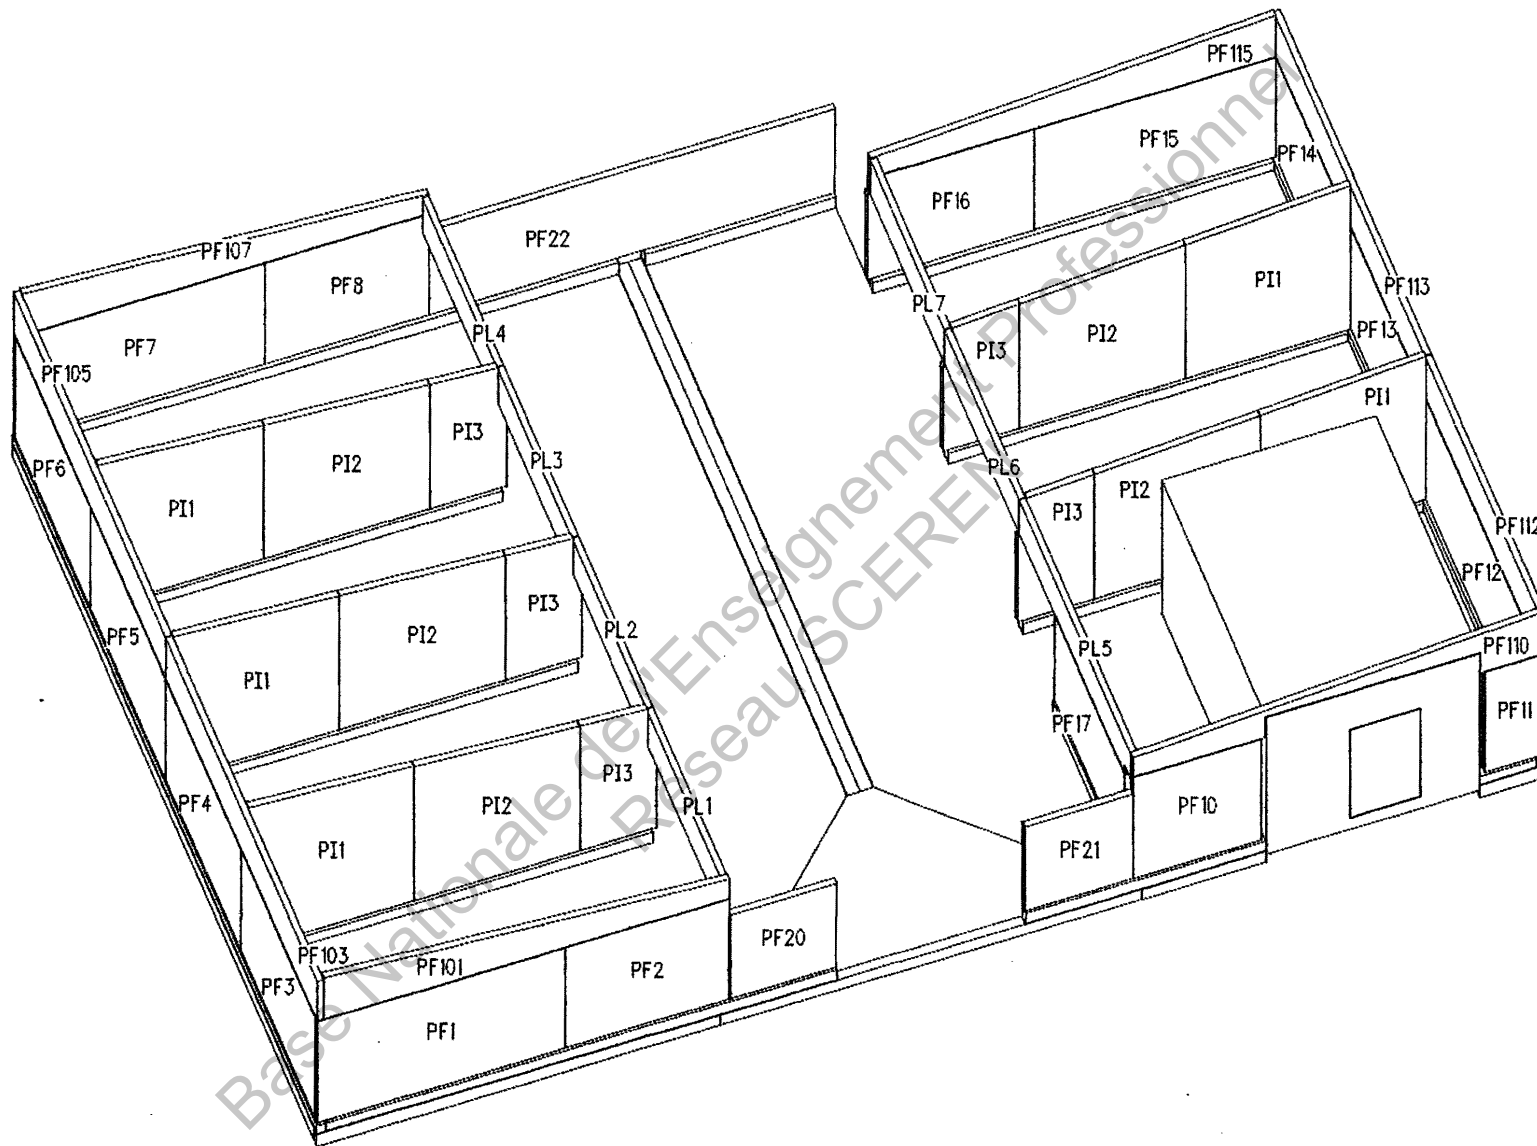 PF115
PF15
PF14
PF16
PF107
PF22
PF8
PF7
PL4
PL7
PI1
PF113
PI2
PI3
PF13
PF105
PF6
PI1
PI2
PI3
PL3
PL6
PI1
PI2
PI3
PF112
PF12
PF5
PI1
PI2
PI3
PL2
PL5
PF110
PF11
PF17
PF4
PI1
PI2
PI3
PL1
PF10
PF21
PF103
PF3
PF101
PF2
PF20
PF1
Base Nationale de l'Enseignement Professionnel
Réseau SCEREN